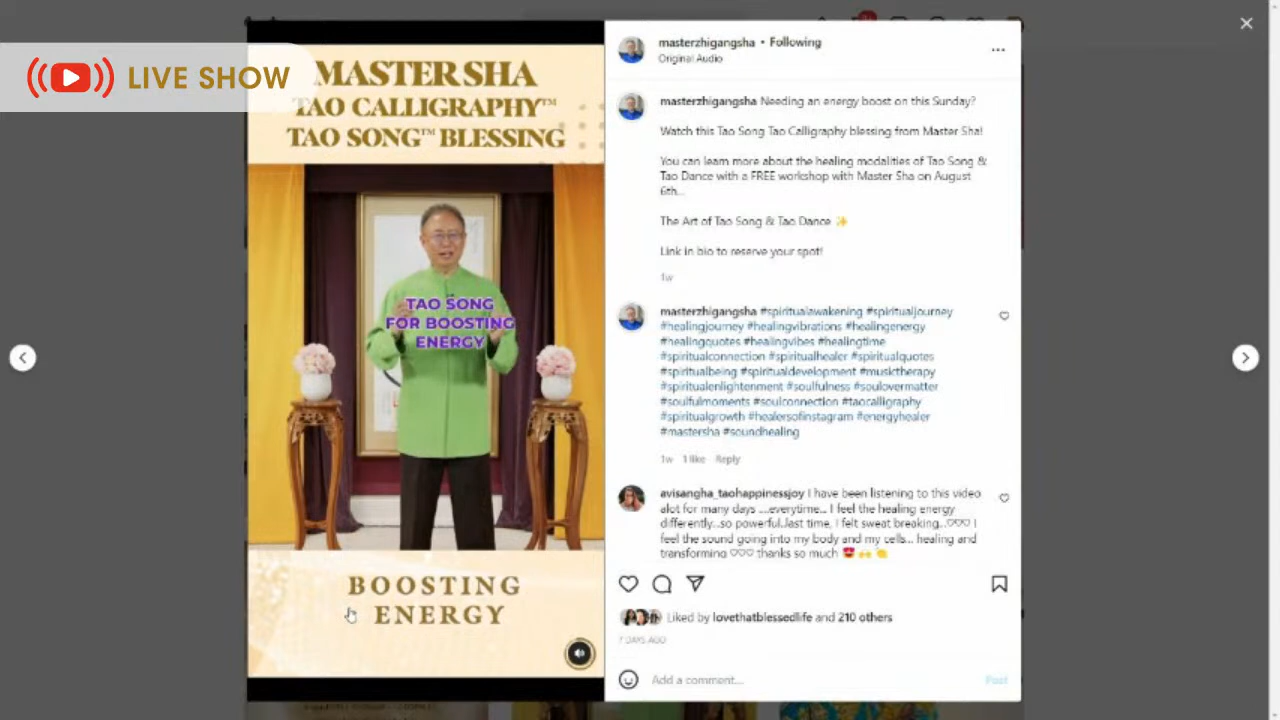 LIVE SHOW
MASTER SHA
TAO CALLIGRAPHY™
TAO SONG™ BLESSING
TAO SONG
FOR BOOSTING
ENERGY
BOOSTING
ENERGY
masterzhigangsha • Following
Original Audio
masterzhigangsha Needing an energy boost on this Sunday?
Watch this Tao Song Tao Calligraphy blessing from Master Sha!
You can learn more about the healing modalities of Tao Song &
Tao Dance with a FREE workshop with Master Sha on August
6th...
The Art of Tao Song & Tao Dance ✨
Link in bio to reserve your spot!
1w
masterzhigangsha #spiritualawakening #spiritualjourney
#healingjourney #healingvibrations #healingenergy
#healingquotes #healingvibes #healingtime
#spiritualconnection #spiritualhealer #spiritualquotes
#spiritualbeing #spiritualdevelopment #musictherapy
#spiritualenlightenment #soulfulness #soulovermatter
#soulfulmoments #soulconnection #taocalligraphy
#spiritualgrowth #healersofinstagram #energyhealer
#mastersha #soundhealing
1w 1 like Reply
avisangha_taohappinessjoy I have been listening to this video
alot for many days ....everytime... I feel the healing energy
differently...so powerful..last time, I felt sweat breaking...♡♡♡ I
feel the sound going into my body and my cells... healing and
transforming ♡♡♡ thanks so much
Liked by lovethatblessedlife and 210 others
7 DAYS AGO
Add a comment...
Post